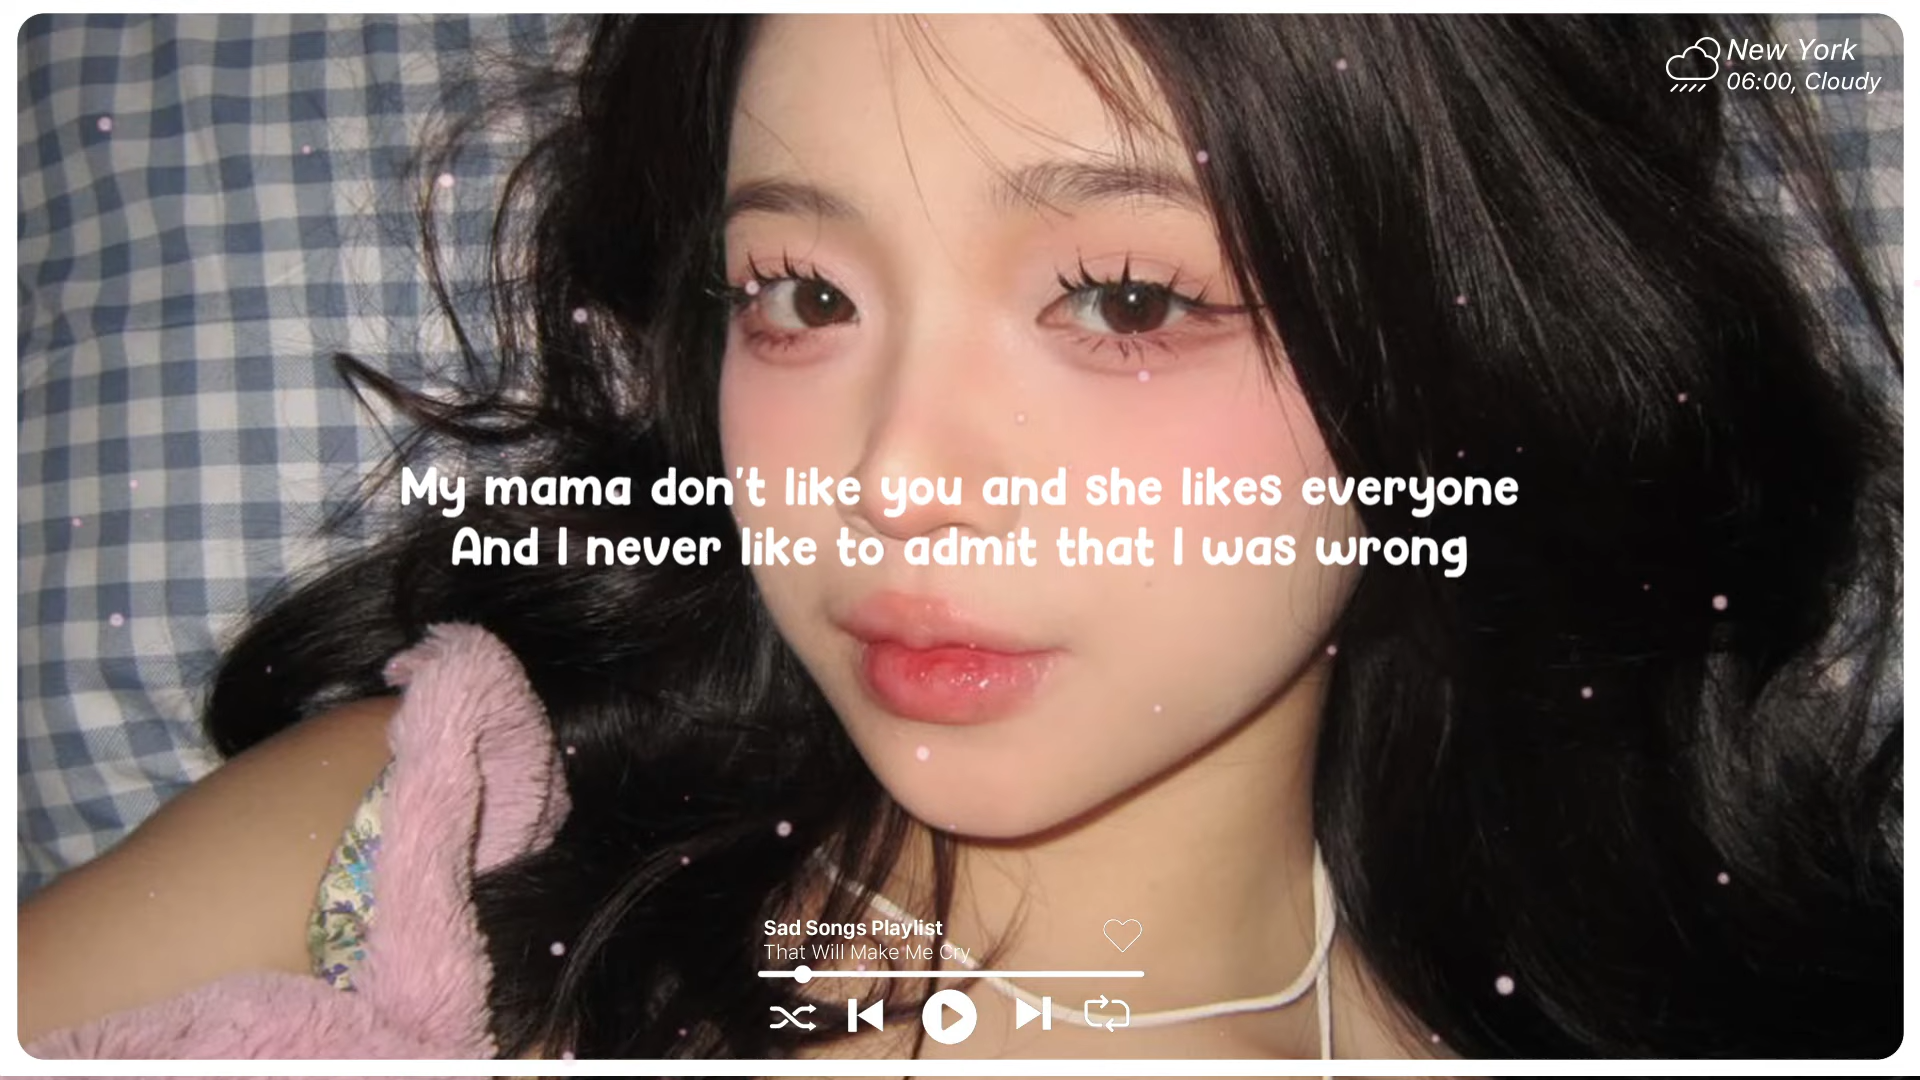 New York
06:00, Cloudy
My mama don't like you and she likes everyone
And I never like to admit that I was wrong
Sad Songs Playlist
That Will Make Me Cry